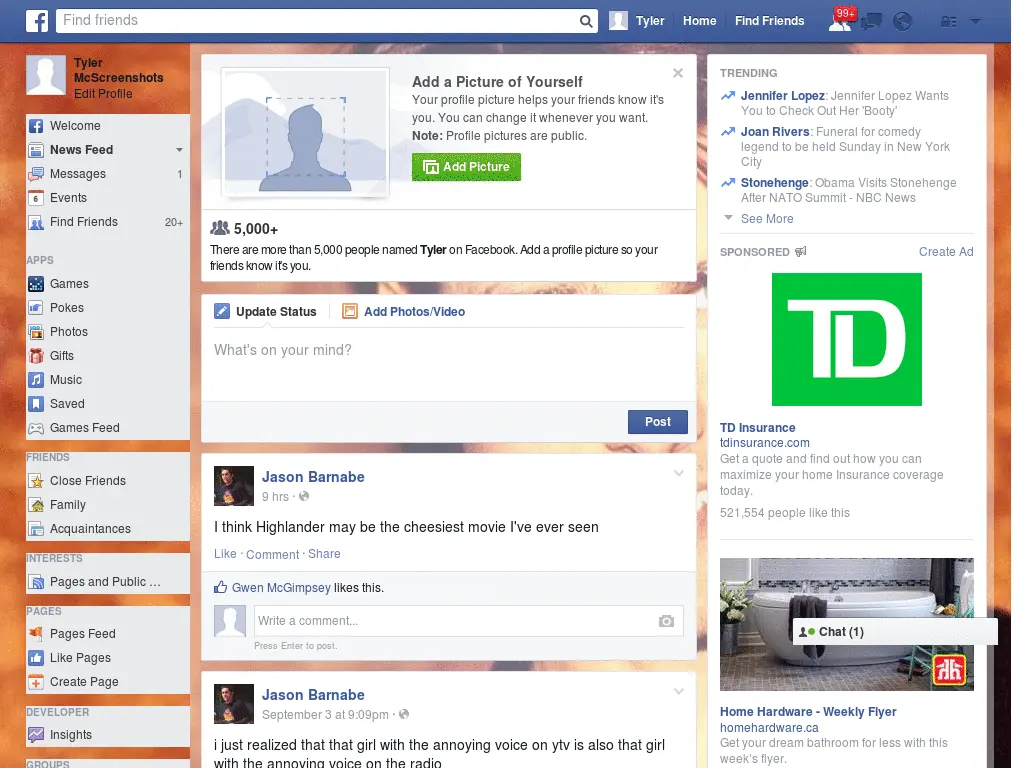 Find friends
Tyler
Home
Find Friends
99+
Tyler
McScreenshots
Edit Profile
Welcome
News Feed
Messages 1
Events
Find Friends 20+
APPS
Games
Pokes
Photos
Gifts
Music
Saved
Games Feed
FRIENDS
Close Friends
Family
Acquaintances
INTERESTS
Pages and Public ...
PAGES
Pages Feed
Like Pages
Create Page
DEVELOPER
Insights
GROUPS
Add a Picture of Yourself
Your profile picture helps your friends know it's
you. You can change it whenever you want.
Note: Profile pictures are public.
Add Picture
5,000+
There are more than 5,000 people named Tyler on Facebook. Add a profile picture so your
friends know it's you.
Update Status
Add Photos/Video
What's on your mind?
Post
Jason Barnabe
9 hrs ·
I think Highlander may be the cheesiest movie I've ever seen
Like · Comment · Share
Gwen McGimpsey likes this.
Write a comment...
Press Enter to post.
Jason Barnabe
September 3 at 9:09pm ·
i just realized that that girl with the annoying voice on ytv is also that girl
with the annoying voice on the radio
TRENDING
Jennifer Lopez: Jennifer Lopez Wants
You to Check Out Her 'Booty'
Joan Rivers: Funeral for comedy
legend to be held Sunday in New York
City
Stonehenge: Obama Visits Stonehenge
After NATO Summit - NBC News
See More
SPONSORED
Create Ad
TD
TD Insurance
tdinsurance.com
Get a quote and find out how you can
maximize your home Insurance coverage
today.
521,554 people like this
Chat (1)
Home Hardware - Weekly Flyer
homehardware.ca
Get your dream bathroom for less with this
week's flyer.